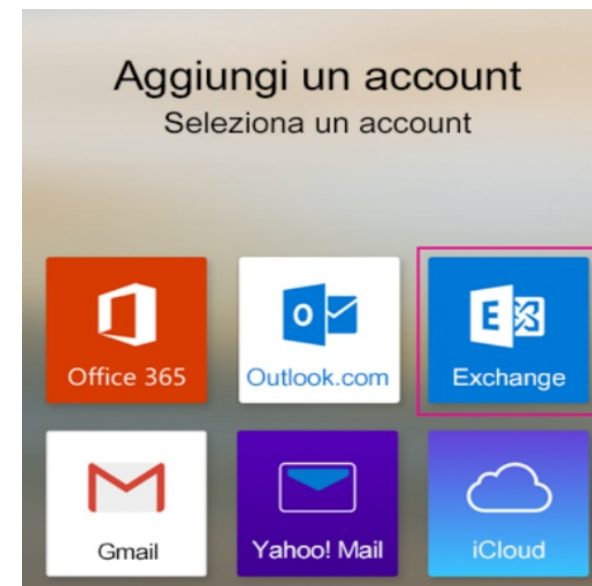 Aggiungi un account
Seleziona un account
Office 365
Outlook.com
Exchange
Gmail
Yahoo! Mail
iCloud